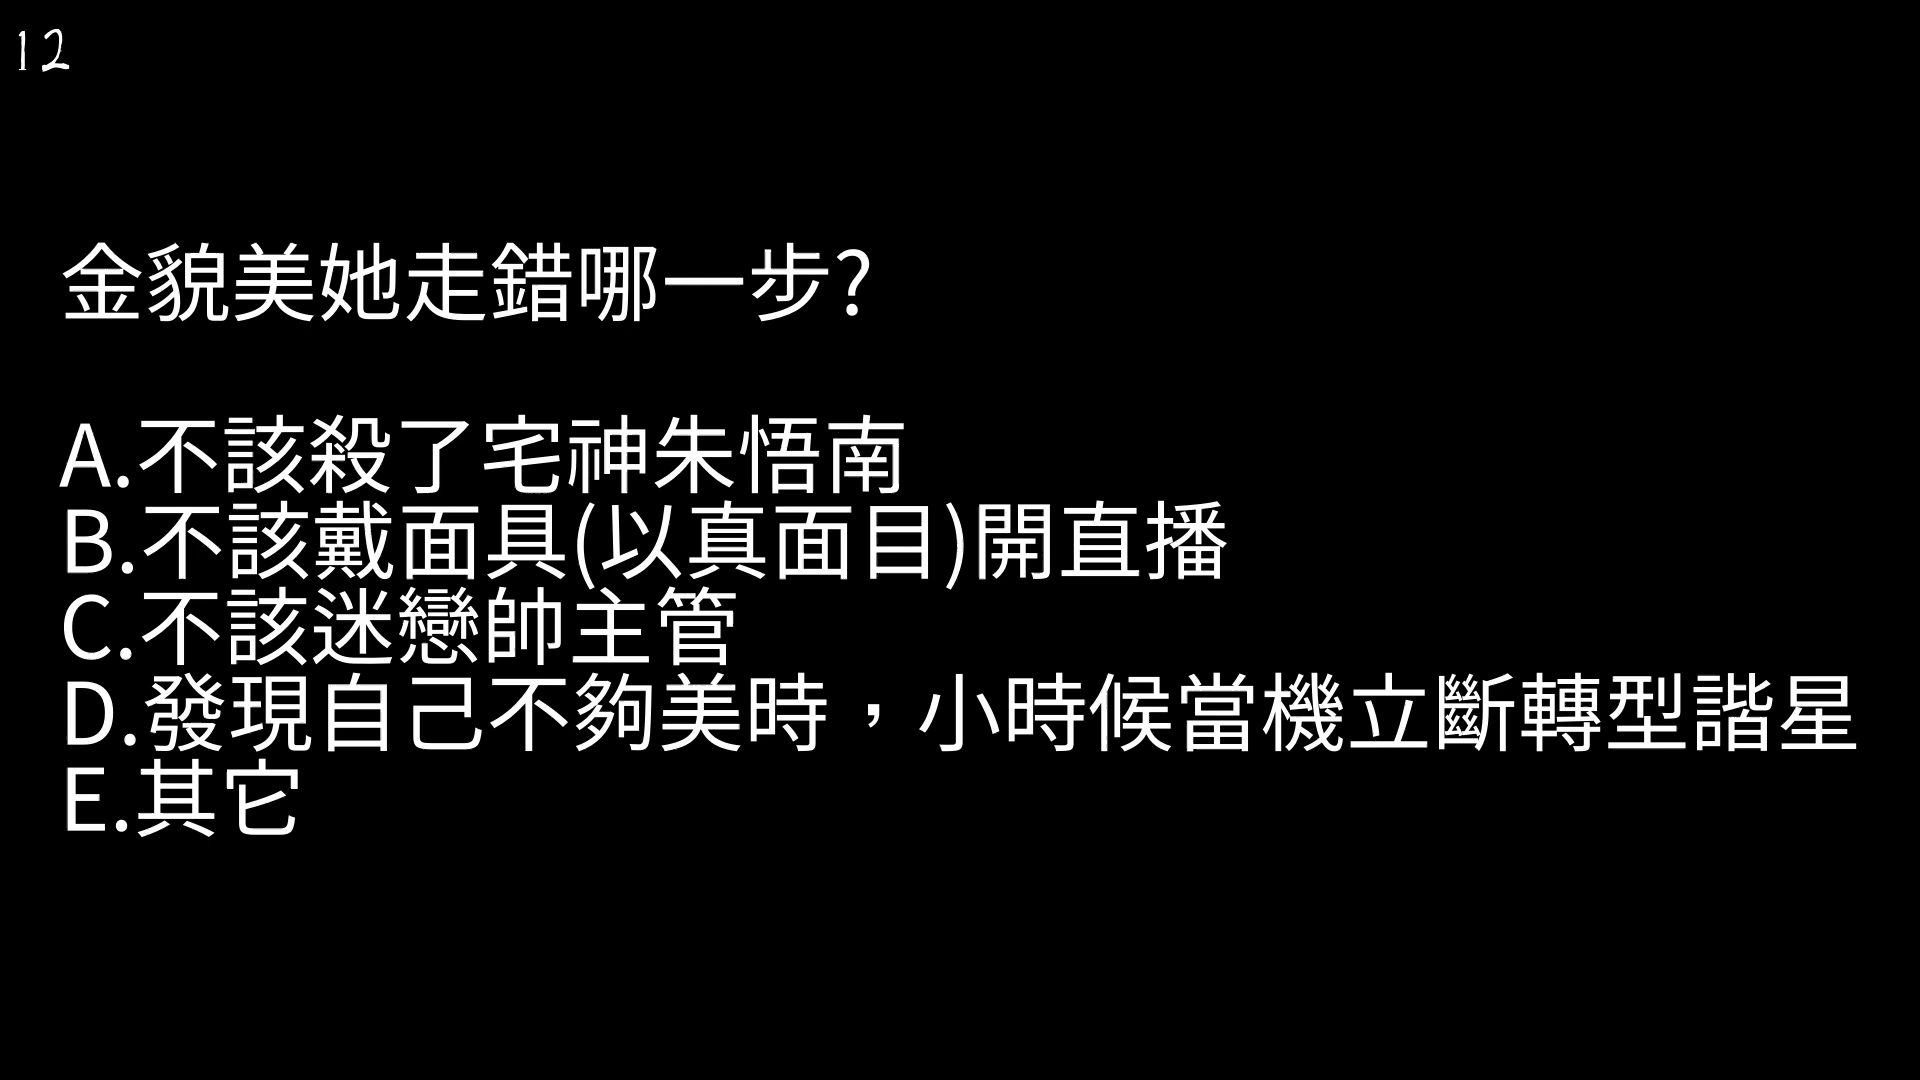 12
金貌美她走錯哪一步?
A.不該殺了宅神朱悟南
B.不該戴面具(以真面目)開直播
C.不該迷戀帥主管
D.發現自己不夠美時，小時候當機立斷轉型諧星
E.其它